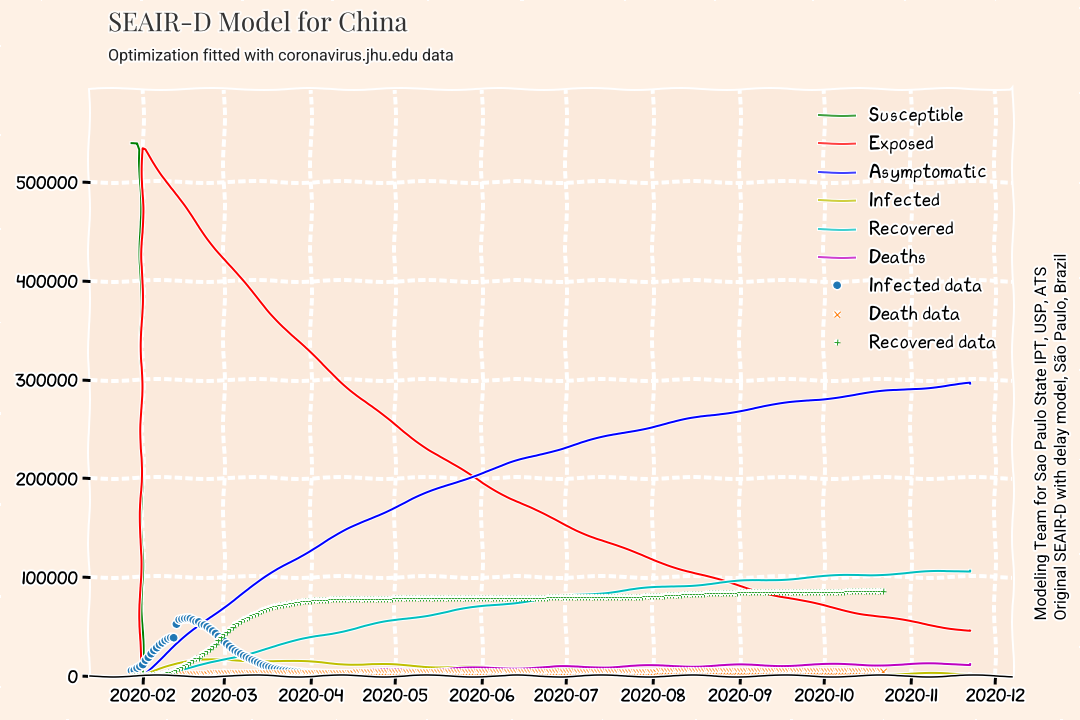 SEAIR-D Model for China
Optimization fitted with coronavirus.jhu.edu data
Susceptible
Exposed
Asymptomatic
Infected
Recovered
Deaths
Infected data
Death data
Recovered data
500000
400000
300000
200000
100000
0
2020-02
2020-03
2020-04
2020-05
2020-06
2020-07
2020-08
2020-09
2020-10
2020-11
2020-12
Modeling Team for Sao Paulo State IPT, USP, ATS
Original SEAIR-D with delay model, São Paulo, Brazil